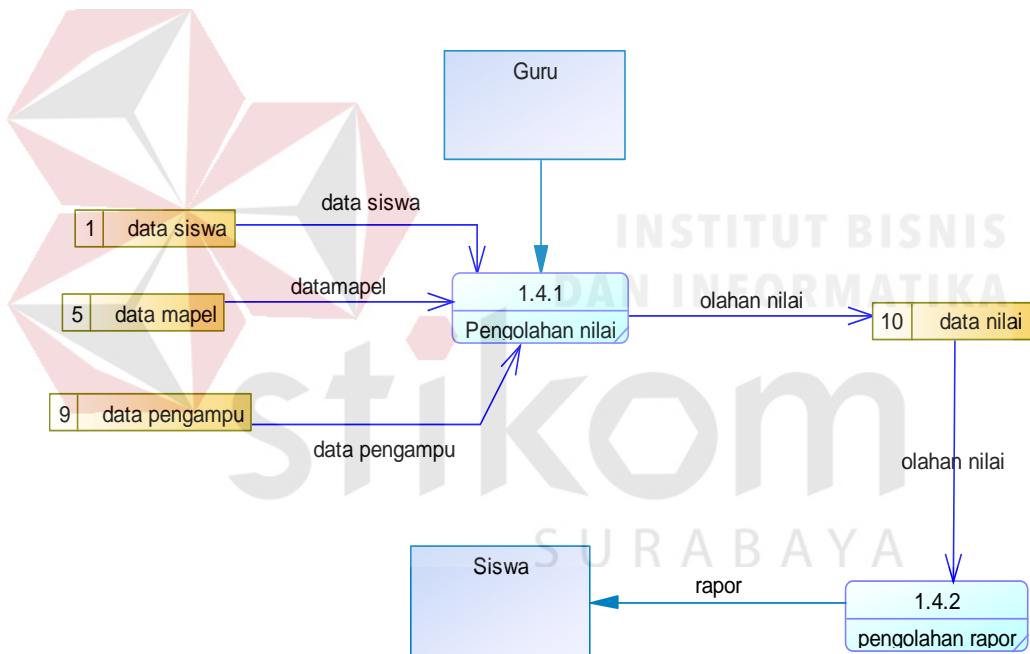 Guru
data siswa
1 data siswa
INSTITUT BISNIS
DAN INFORMATIKA
datamapel
1.4.1
olahan nilai
5 data mapel
Pengolahan nilai
10 data nilai
9 data pengampu
data pengampu
stikom
olahan nilai
SURABAYA
Siswa
rapor
1.4.2
pengolahan rapor